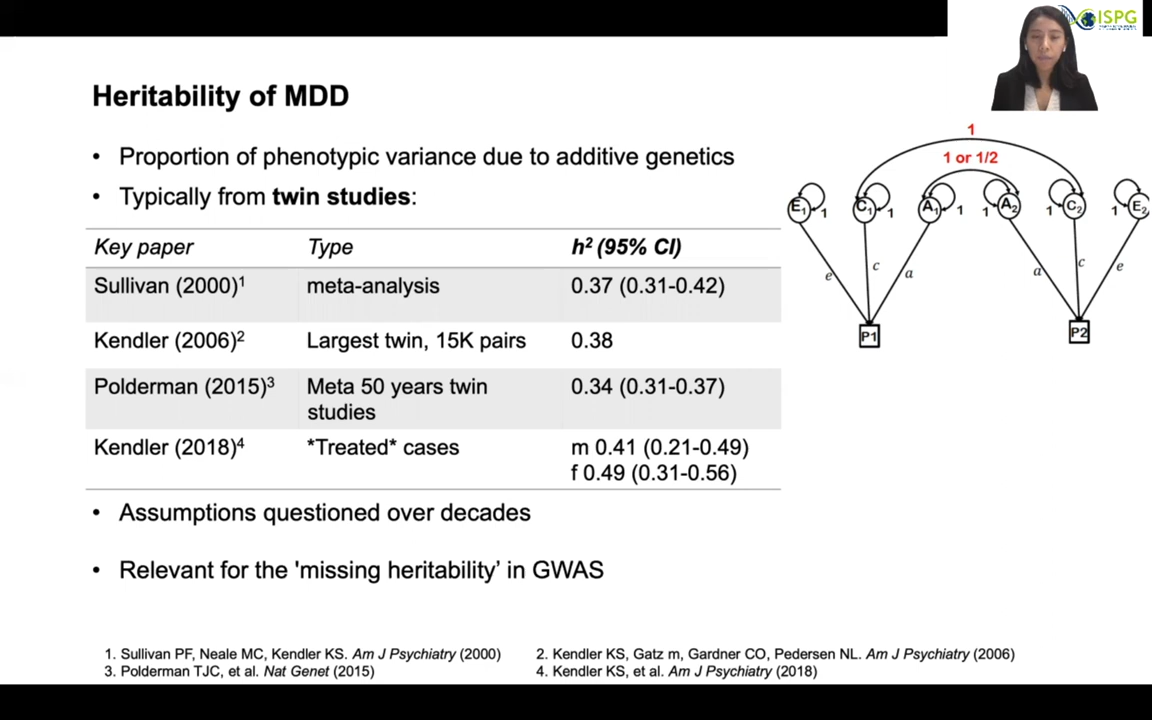 ISPG
Heritability of MDD
• Proportion of phenotypic variance due to additive genetics
• Typically from twin studies:
Key paper Type h² (95% CI)
Sullivan (2000)¹ meta-analysis 0.37 (0.31-0.42)
Kendler (2006)² Largest twin, 15K pairs 0.38
Polderman (2015)³ Meta 50 years twin 0.34 (0.31-0.37)
studies
Kendler (2018)⁴ *Treated* cases m 0.41 (0.21-0.49)
f 0.49 (0.31-0.56)
• Assumptions questioned over decades
• Relevant for the 'missing heritability’ in GWAS
1
1 or 1/2
E₁ 1 C₁ 1 A₁ 1 1 A₂ 1 C₂ 1 E₂
e c a a c e
P1 P2
1. Sullivan PF, Neale MC, Kendler KS. Am J Psychiatry (2000) 2. Kendler KS, Gatz m, Gardner CO, Pedersen NL. Am J Psychiatry (2006)
3. Polderman TJC, et al. Nat Genet (2015) 4. Kendler KS, et al. Am J Psychiatry (2018)